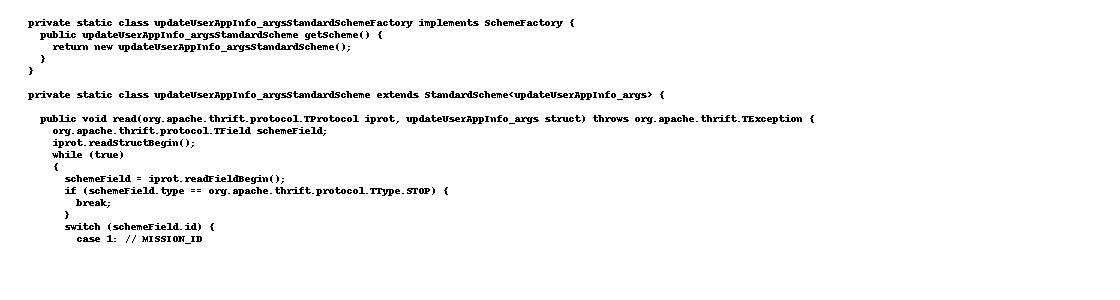 private static class updateUserAppInfo_argsStandardSchemeFactory implements SchemeFactory {
public updateUserAppInfo_argsStandardScheme getScheme() {
return new updateUserAppInfo_argsStandardScheme();
}
}
private static class updateUserAppInfo_argsStandardScheme extends StandardScheme<updateUserAppInfo_args> {
public void read(org.apache.thrift.protocol.TProtocol iprot, updateUserAppInfo_args struct) throws org.apache.thrift.TException {
org.apache.thrift.protocol.TField schemeField;
iprot.readStructBegin();
while (true)
{
schemeField = iprot.readFieldBegin();
if (schemeField.type == org.apache.thrift.protocol.TType.STOP) {
break;
}
switch (schemeField.id) {
case 1: // MISSION_ID